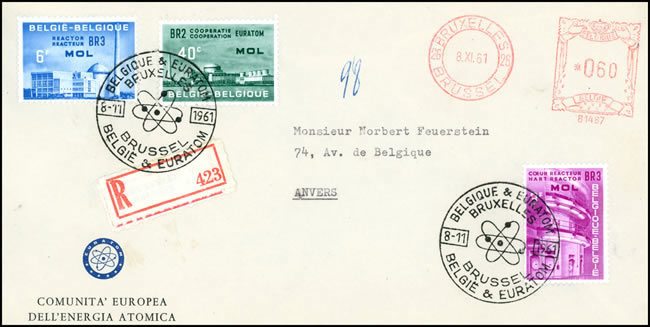 BELGIË-BELGIQUE
REACTOR
REACTEUR BR3
6F
MOL
BR2 COOPERATIE EURATOM
COOPERATION
40c MOL
BELGIE BELGIQUE
BELGIQUE & EURATOM
BRUXELLES
8-11 1961
BRUSSEL
BELGIË & EURATOM
98
BRUXELLES
8.XI.61
BRUSSEL
060
B1487
Monsieur Norbert Feuerstein
74, Av. de Belgique
ANVERS
R
423
CŒUR REACTEUR BR3
HART REACTOR
MOL
BELGIQUE-BELGIË
BELGIQUE & EURATOM
BRUXELLES
8-11 1961
BRUSSEL
BELGIË & EURATOM
EURATOM
COMUNITA' EUROPEA
DELL'ENERGIA ATOMICA